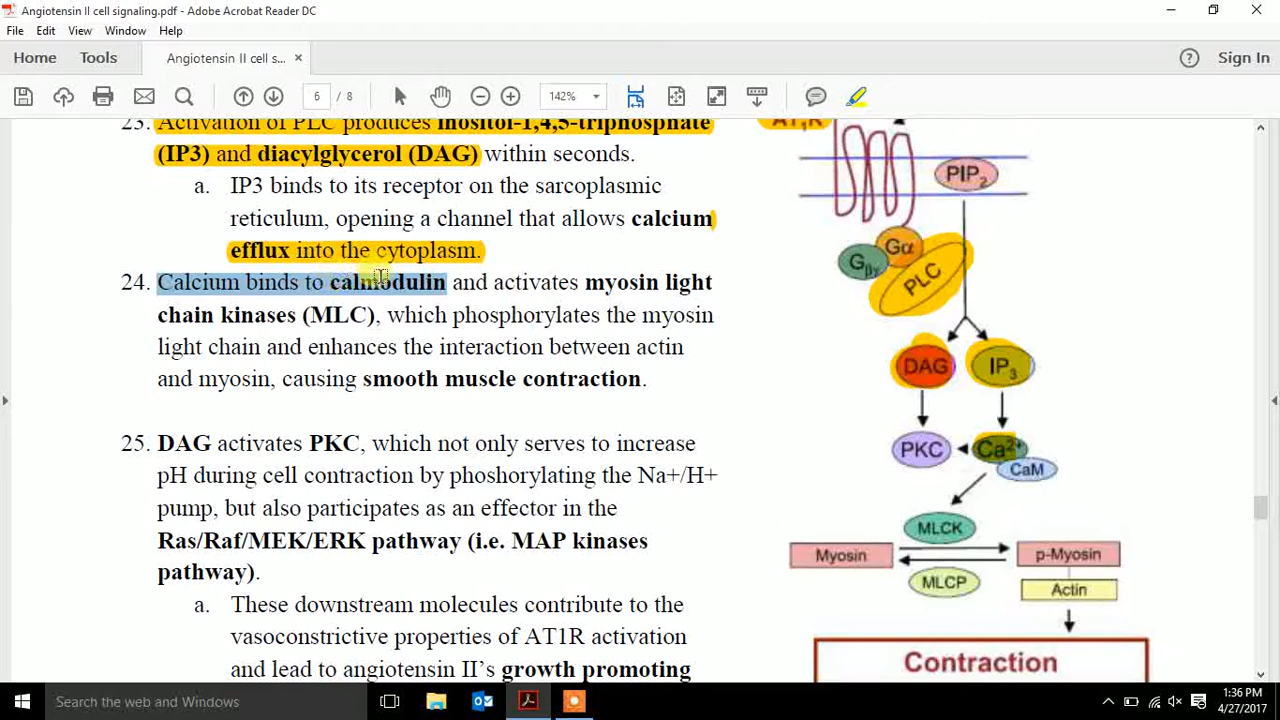 Angiotensin II cell signaling.pdf - Adobe Acrobat Reader DC
File Edit View Window Help
Home Tools Angiotensin II cell s... × Sign In
6 / 8 142%
23. Activation of PLC produces inositol-1,4,5-triphosphate
(IP3) and diacylglycerol (DAG) within seconds.
a. IP3 binds to its receptor on the sarcoplasmic
reticulum, opening a channel that allows calcium
efflux into the cytoplasm.
24. Calcium binds to calmodulin and activates myosin light
chain kinases (MLC), which phosphorylates the myosin
light chain and enhances the interaction between actin
and myosin, causing smooth muscle contraction.
25. DAG activates PKC, which not only serves to increase
pH during cell contraction by phoshorylating the Na+/H+
pump, but also participates as an effector in the
Ras/Raf/MEK/ERK pathway (i.e. MAP kinases
pathway).
a. These downstream molecules contribute to the
vasoconstrictive properties of AT1R activation
and lead to angiotensin II's growth promoting
AT₁R
PIP₂
Gα
Gβγ
PLC
DAG IP₃
PKC Ca²⁺
CaM
MLCK
Myosin p-Myosin
MLCP
Actin
Contraction
Search the web and Windows
1:36 PM
4/27/2017